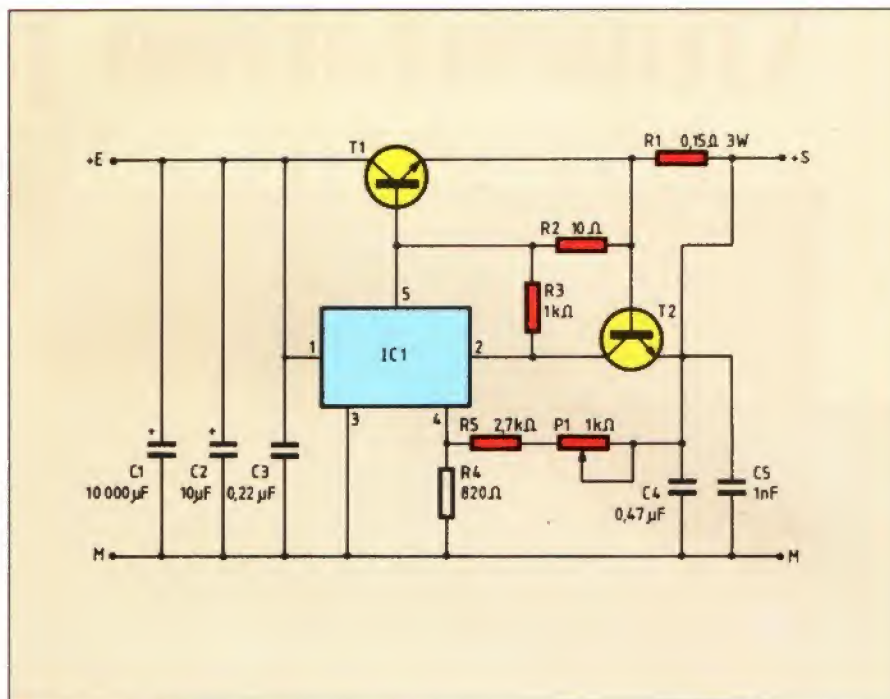 T1
R1 0,15Ω 3W
+E
+S
R2 10Ω
5
R3
1kΩ
T2
1
IC1
2
3
4
R5 2,7kΩ P1 1kΩ
C1
10 000µF
C2
10µF
C3
0,22µF
R4
820Ω
C4
0,47µF
C5
1nF
M
M